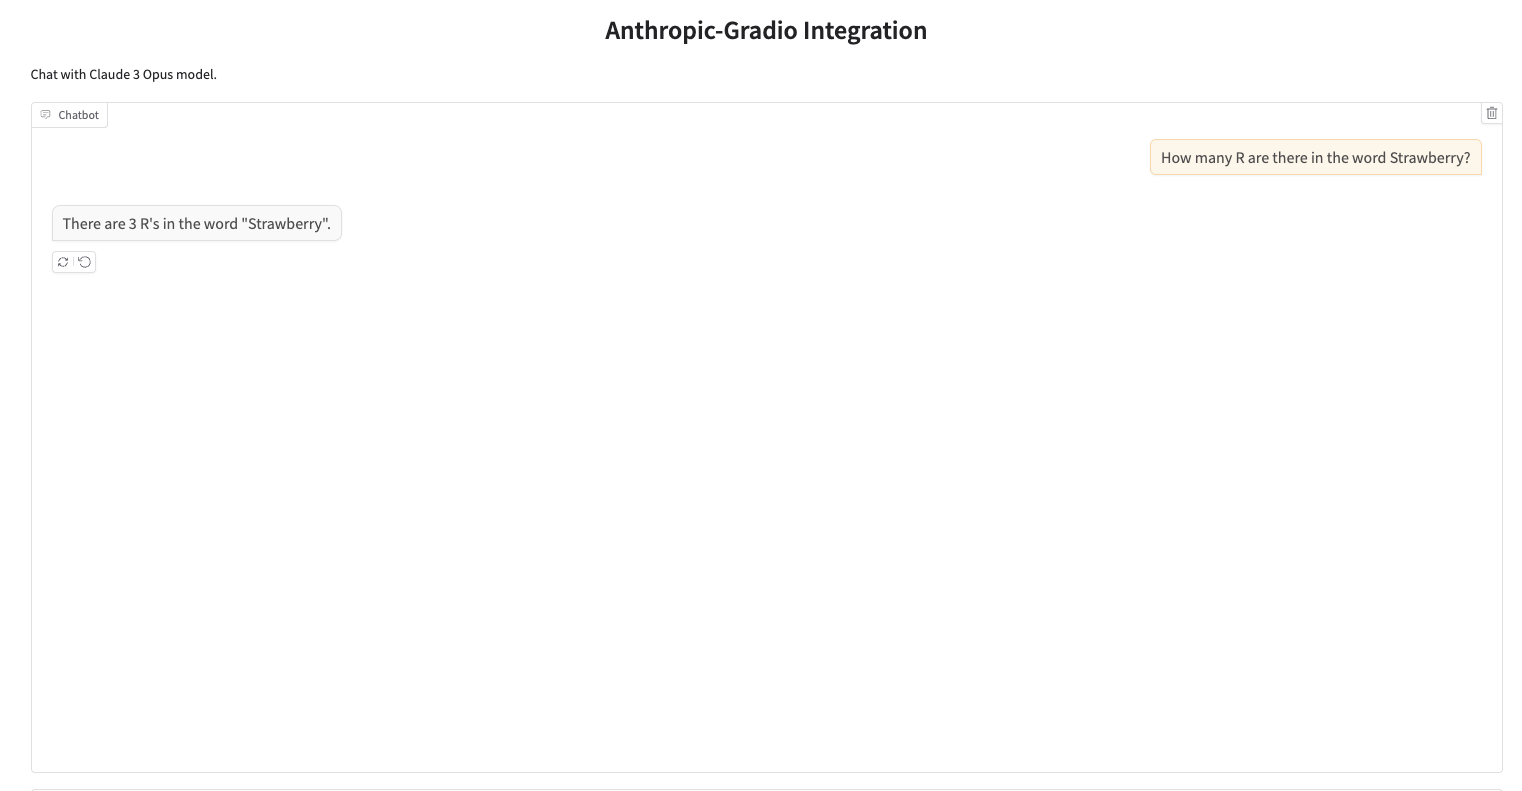 Anthropic-Gradio Integration
Chat with Claude 3 Opus model.
Chatbot
How many R are there in the word Strawberry?
There are 3 R's in the word "Strawberry".